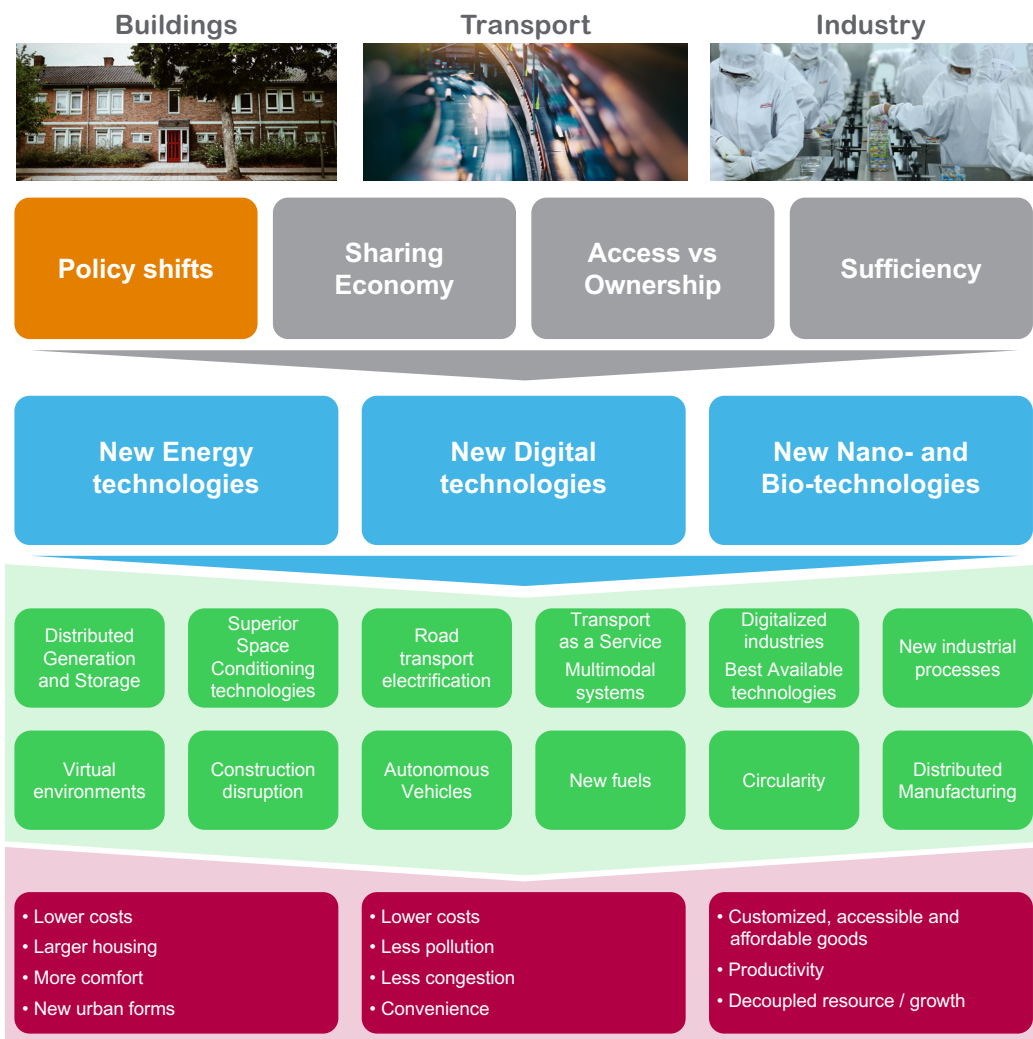 Buildings
Transport
Industry
Policy shifts
Sharing
Economy
Access vs
Ownership
Sufficiency
New Energy
technologies
New Digital
technologies
New Nano- and
Bio-technologies
Distributed
Generation
and Storage
Superior
Space
Conditioning
technologies
Road
transport
electrification
Transport
as a Service
Multimodal
systems
Digitalized
industries
Best Available
technologies
New industrial
processes
Virtual
environments
Construction
disruption
Autonomous
Vehicles
New fuels
Circularity
Distributed
Manufacturing
• Lower costs
• Larger housing
• More comfort
• New urban forms
• Lower costs
• Less pollution
• Less congestion
• Convenience
• Customized, accessible and
affordable goods
• Productivity
• Decoupled resource / growth